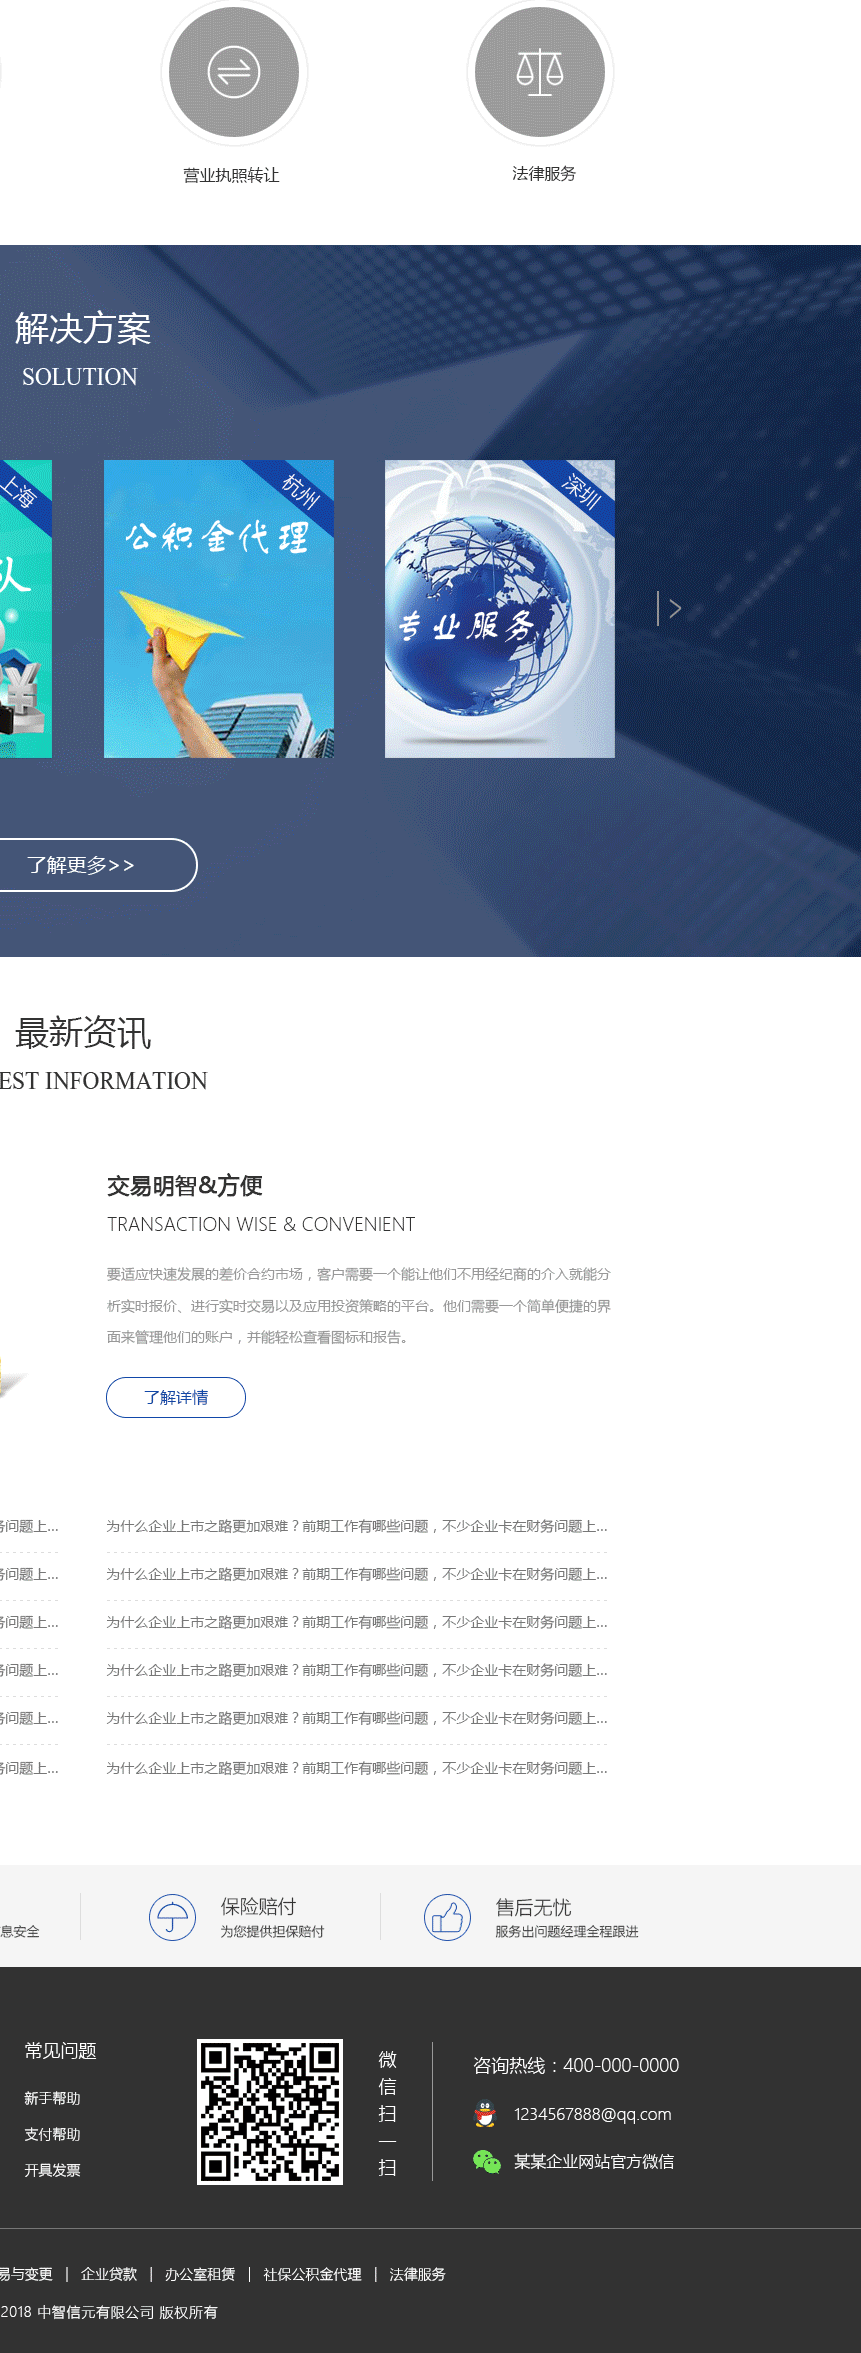 营业执照转让
法律服务
解决方案
SOLUTION
上海
杭州
深圳
队
公积金代理
专业服务
了解更多>>
最新资讯
EST INFORMATION
交易明智&方便
TRANSACTION WISE & CONVENIENT
要适应快速发展的差价合约市场，客户需要一个能让他们不用经纪商的介入就能分
析实时报价、进行实时交易以及应用投资策略的平台。他们需要一个简单便捷的界
面来管理他们的账户，并能轻松查看图标和报告。
了解详情
务问题上...
为什么企业上市之路更加艰难？前期工作有哪些问题，不少企业卡在财务问题上...
务问题上...
为什么企业上市之路更加艰难？前期工作有哪些问题，不少企业卡在财务问题上...
务问题上...
为什么企业上市之路更加艰难？前期工作有哪些问题，不少企业卡在财务问题上...
务问题上...
为什么企业上市之路更加艰难？前期工作有哪些问题，不少企业卡在财务问题上...
务问题上...
为什么企业上市之路更加艰难？前期工作有哪些问题，不少企业卡在财务问题上...
务问题上...
为什么企业上市之路更加艰难？前期工作有哪些问题，不少企业卡在财务问题上...
息安全
保险赔付
为您提供担保赔付
售后无忧
服务出问题经理全程跟进
常见问题
新手帮助
支付帮助
开具发票
微信扫一扫
咨询热线：400-000-0000
1234567888@qq.com
某某企业网站官方微信
易与变更 | 企业贷款 | 办公室租赁 | 社保公积金代理 | 法律服务
2018 中智信元有限公司 版权所有